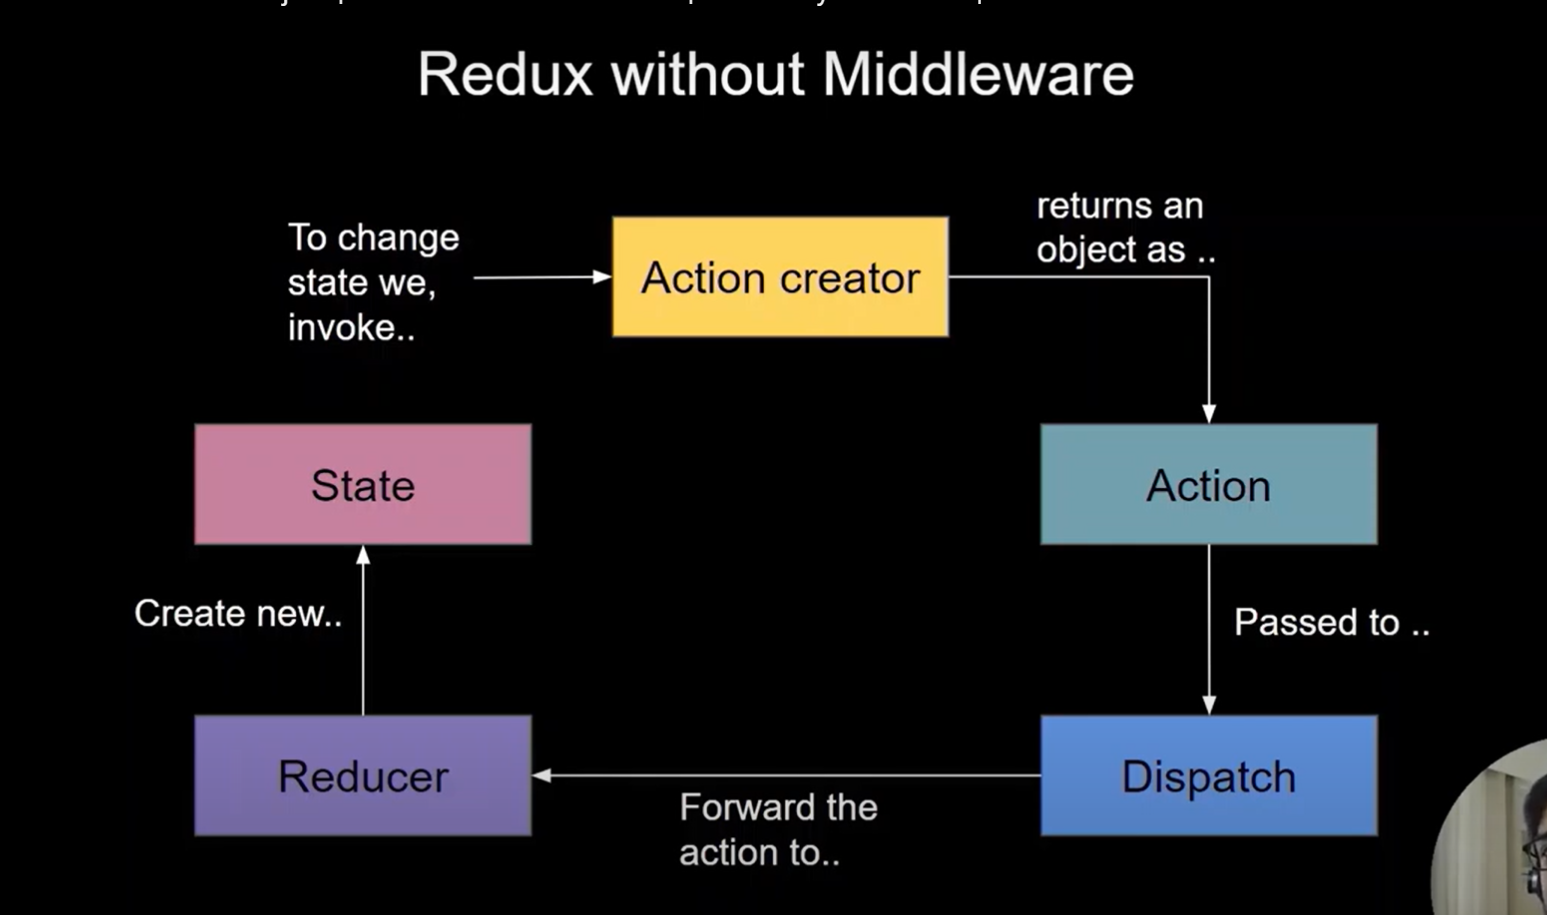 Redux without Middleware
To change
state we,
invoke..
Action creator
returns an
object as ..
State
Action
Create new..
Passed to ..
Reducer
Dispatch
Forward the
action to..